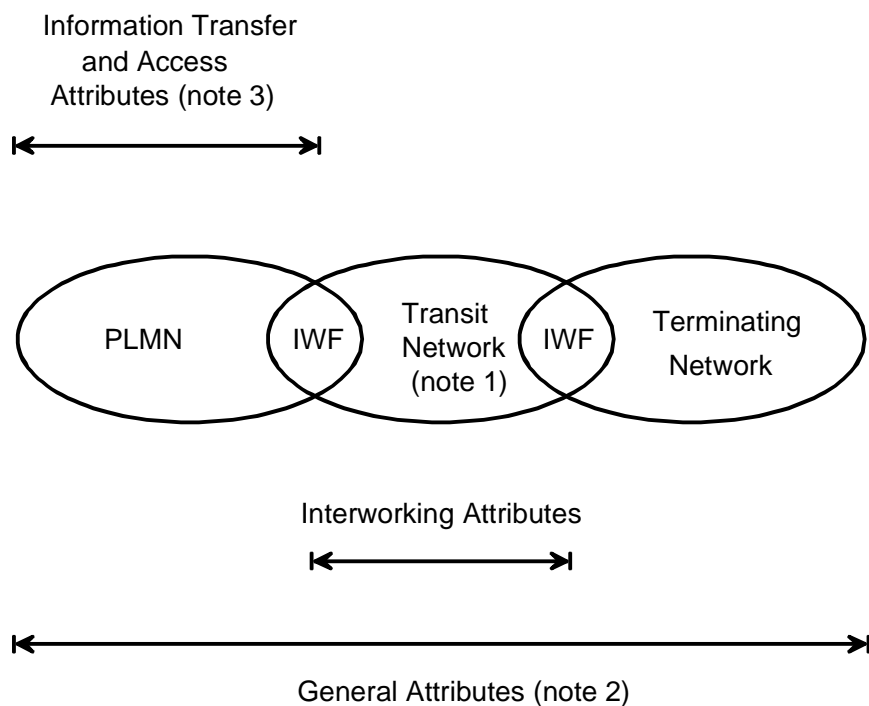 Information Transfer
and Access
Attributes (note 3)
PLMN
IWF
Transit
Network
(note 1)
IWF
Terminating
Network
Interworking Attributes
General Attributes (note 2)